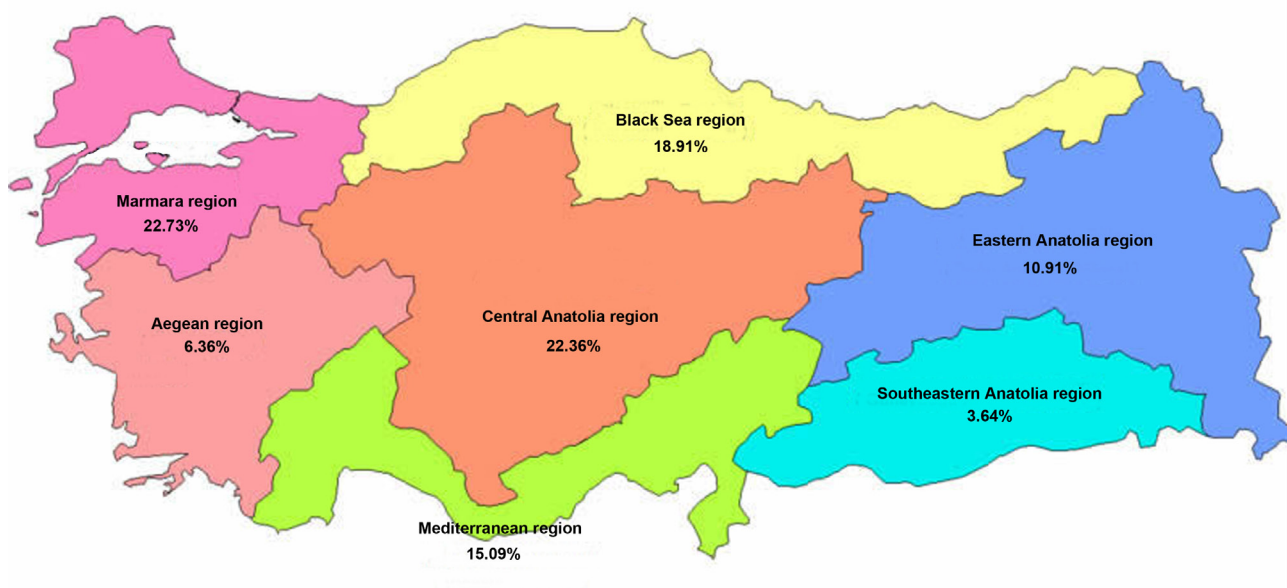 Black Sea region
18.91%
Marmara region
22.73%
Eastern Anatolia region
10.91%
Aegean region
6.36%
Central Anatolia region
22.36%
Southeastern Anatolia region
3.64%
Mediterranean region
15.09%